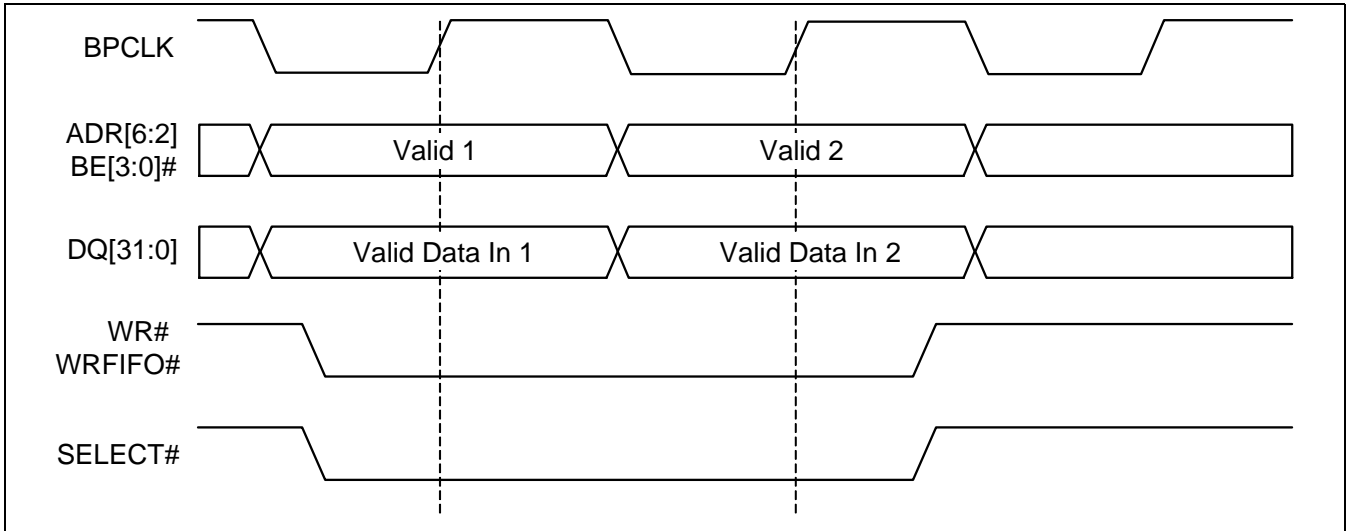 BPCLK
ADR[6:2]
BE[3:0]#
Valid 1
Valid 2
DQ[31:0]
Valid Data In 1
Valid Data In 2
WR#
WRFIFO#
SELECT#